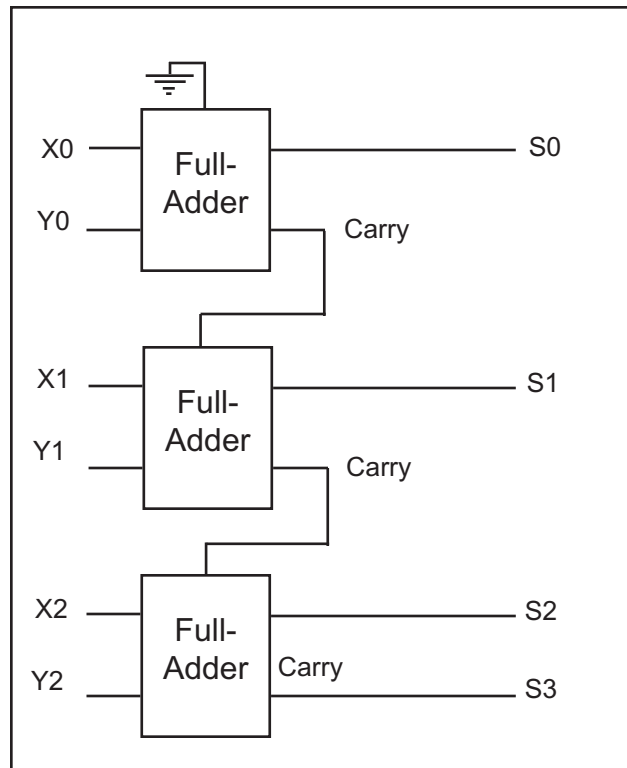 X0
Full-
Adder
S0
Y0
Carry
X1
Full-
Adder
S1
Y1
Carry
X2
Full-
Adder
S2
Y2
Carry
S3